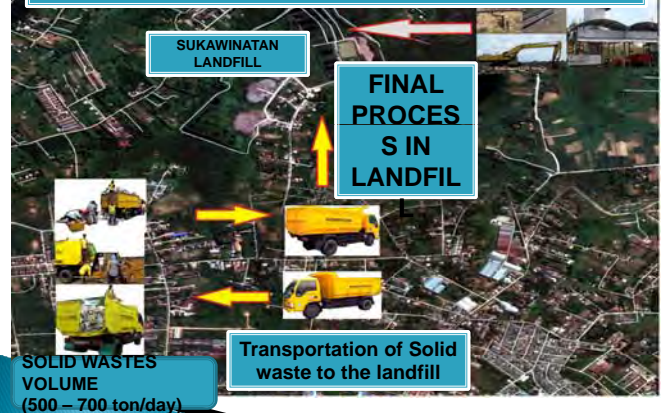 SUKAWINATAN
LANDFILL
FINAL
PROCES
S IN
LANDFIL
L
Transportation of Solid
waste to the landfill
SOLID WASTES
VOLUME
(500 – 700 ton/day)